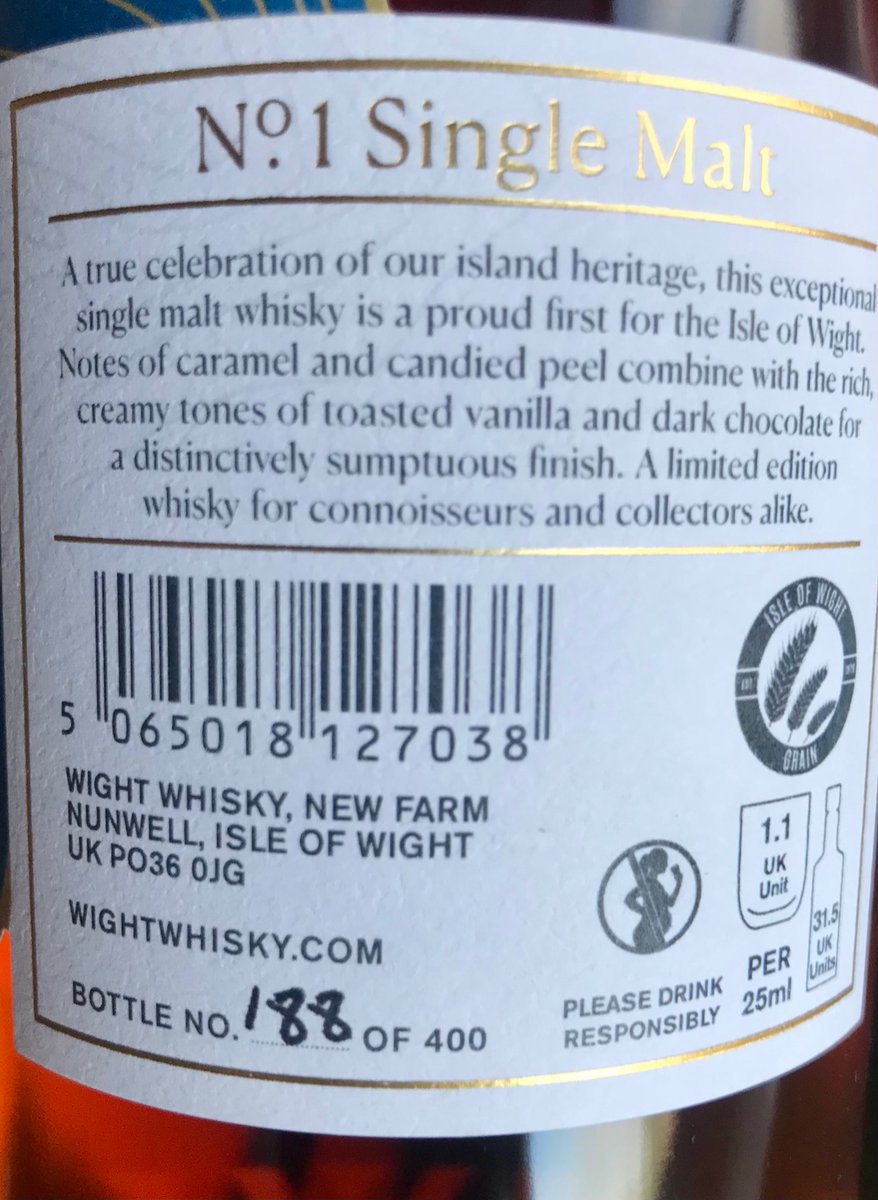 Nº. 1 Single Malt
A true celebration of our island heritage, this exceptional
single malt whisky is a proud first for the Isle of Wight.
Notes of caramel and candied peel combine with the rich,
creamy tones of toasted vanilla and dark chocolate for
a distinctively sumptuous finish. A limited edition
whisky for connoisseurs and collectors alike.
5 065018 127038
WIGHT WHISKY, NEW FARM
NUNWELL, ISLE OF WIGHT
UK PO36 0JG
WIGHTWHISKY.COM
BOTTLE NO. 188 OF 400
ISLE OF WIGHT
GRAIN
1.1
UK
Unit
PER
25ml
31.5
UK
Units
PLEASE DRINK
RESPONSIBLY